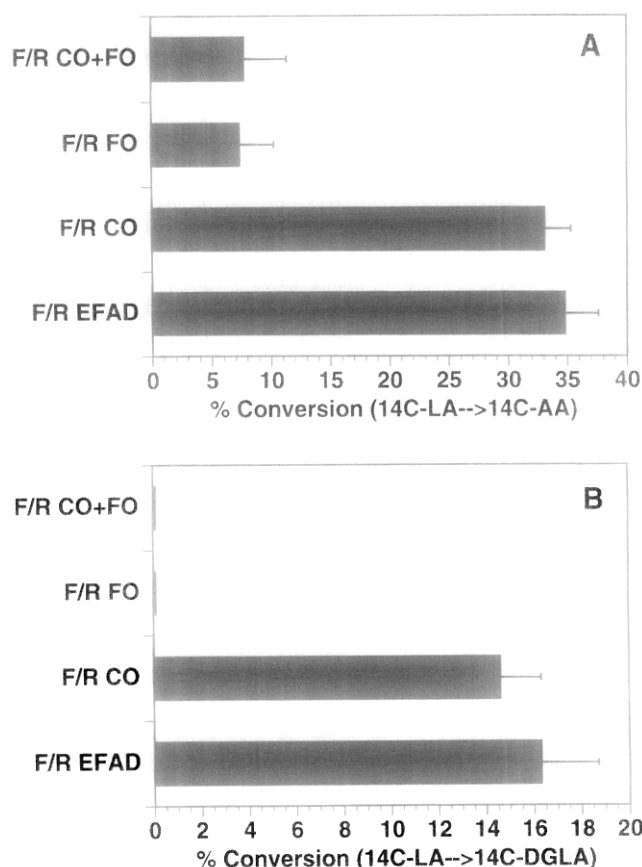 A
F/R CO+FO
F/R FO
F/R CO
F/R EFAD
0 5 10 15 20 25 30 35 40
% Conversion (14C-LA-->14C-AA)
B
F/R CO+FO
F/R FO
F/R CO
F/R EFAD
0 2 4 6 8 10 12 14 16 18 20
% Conversion (14C-LA-->14C-DGLA)